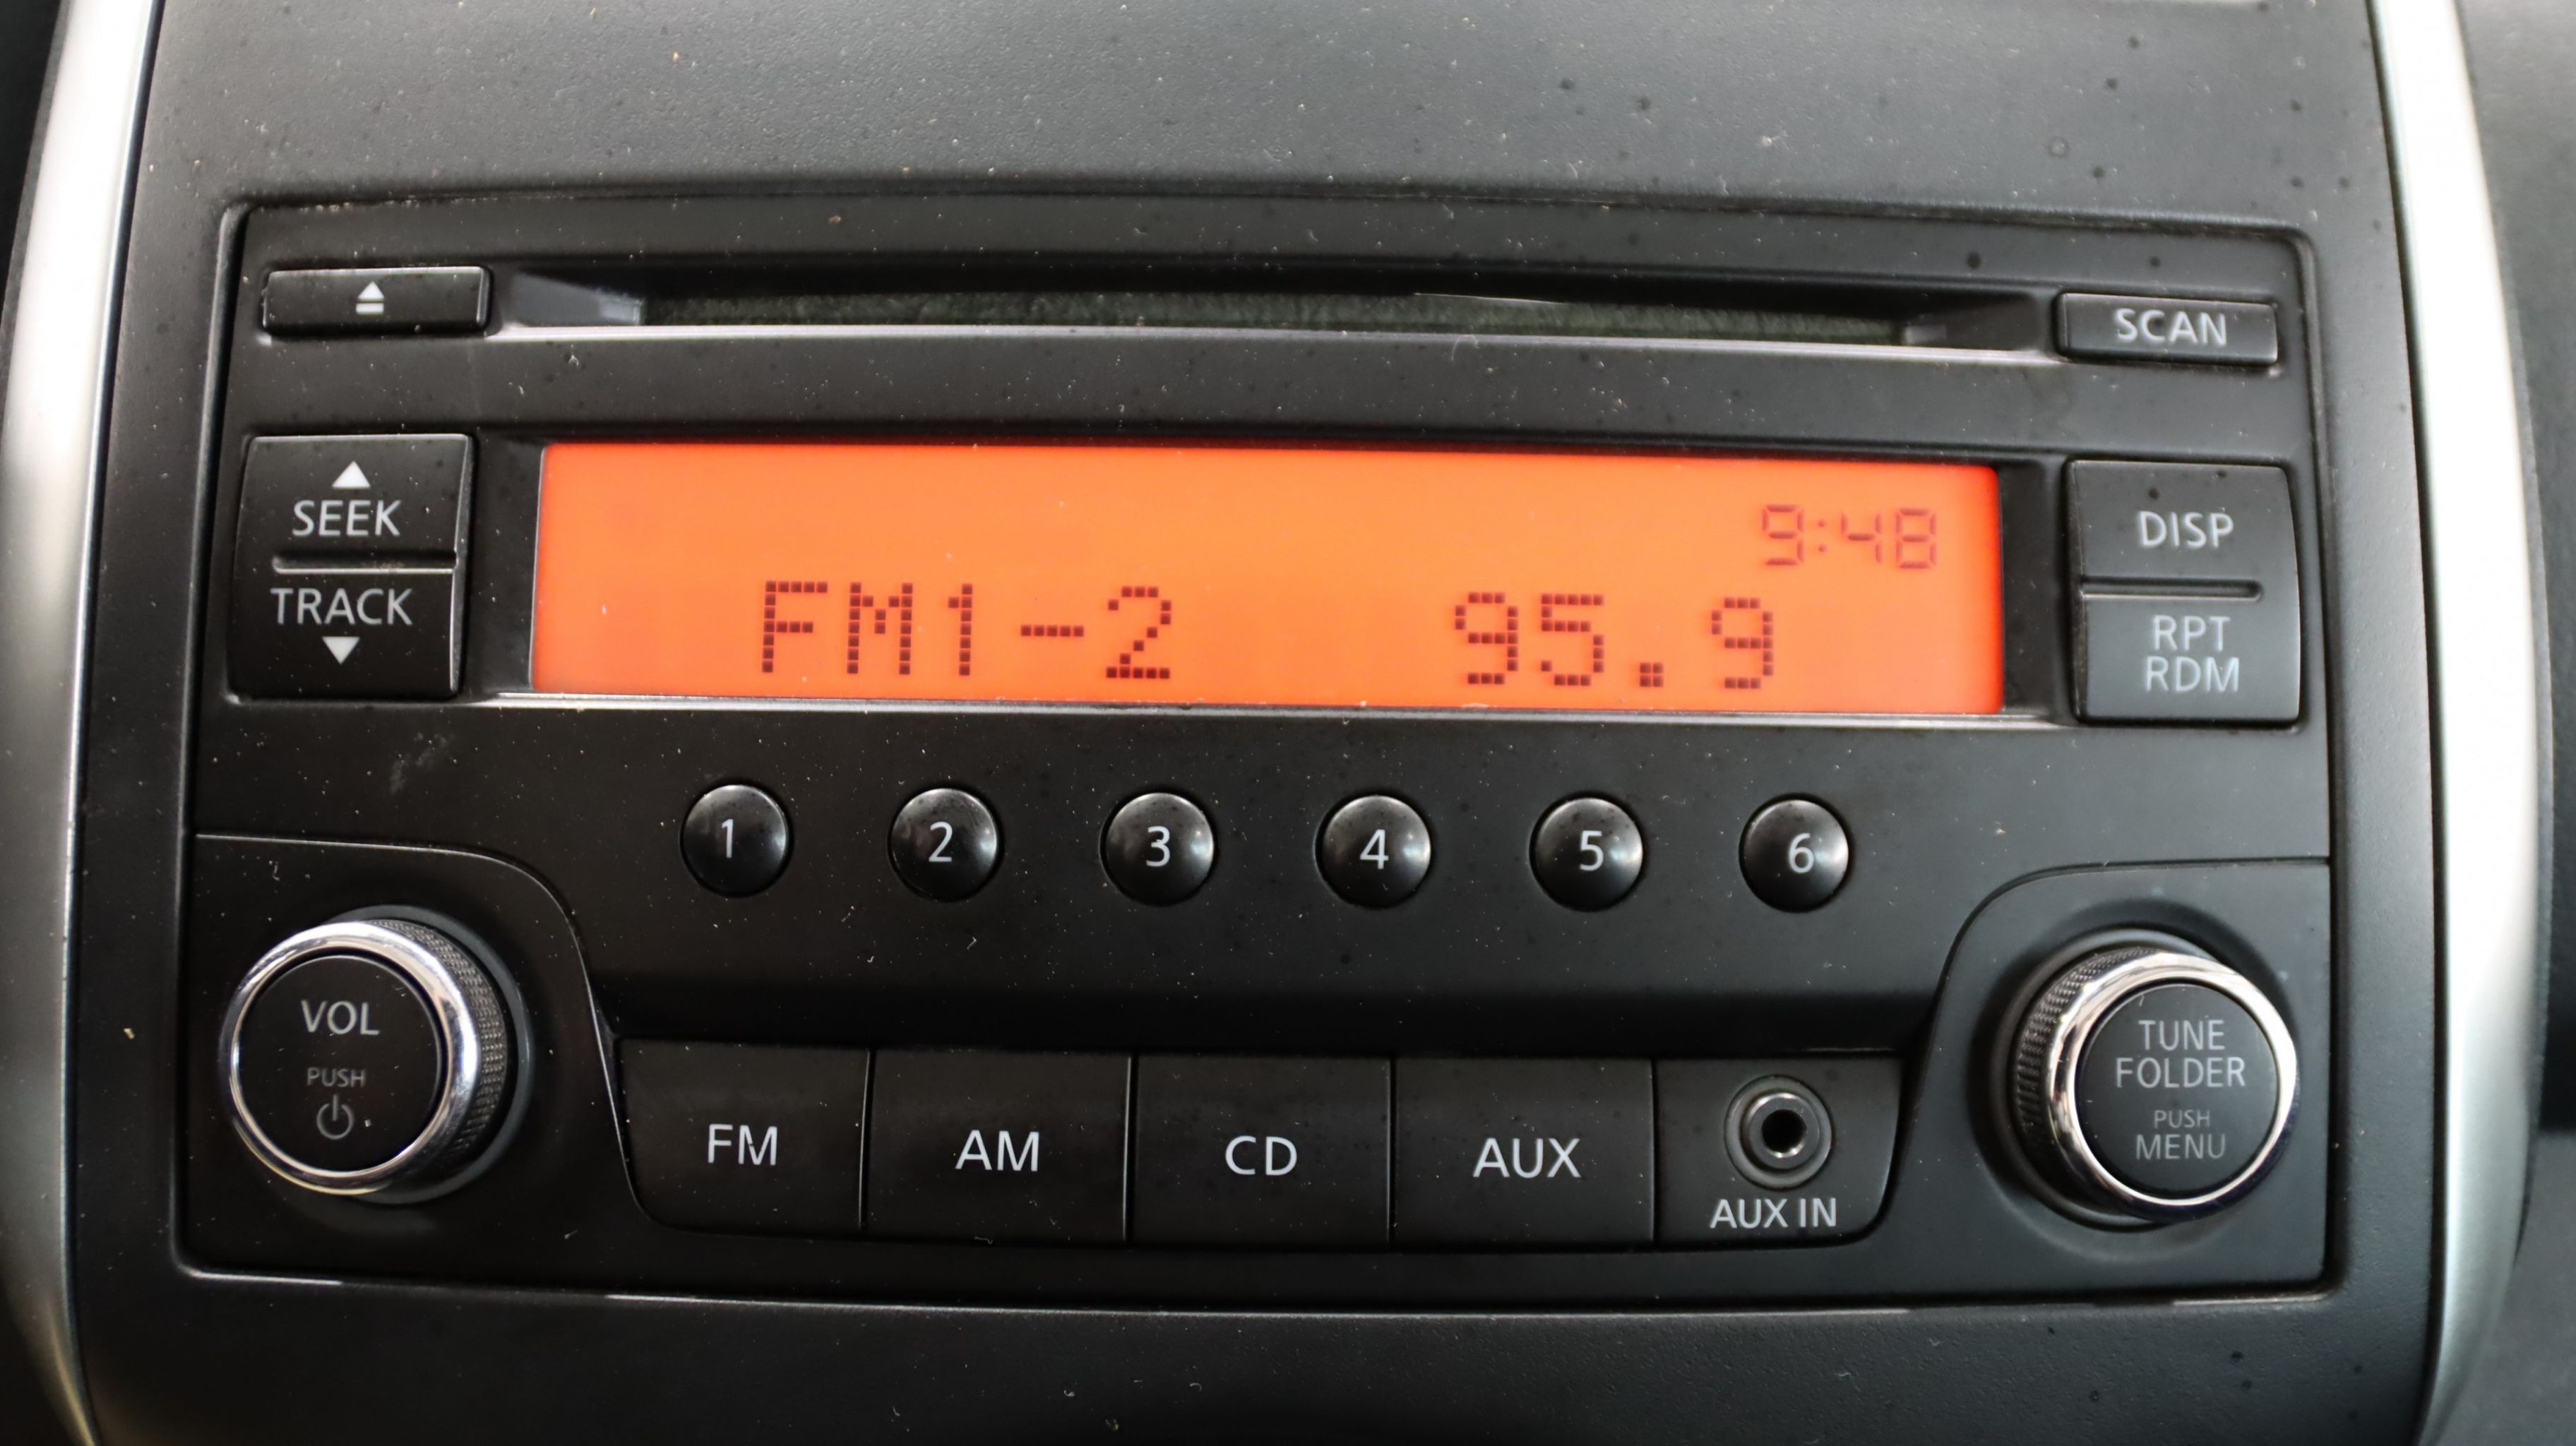 SCAN
SEEK
TRACK
9:48
FM1-2 95.9
DISP
RPT
RDM
1 2 3 4 5 6
VOL
PUSH
FM AM CD AUX
AUX IN
TUNE
FOLDER
PUSH
MENU